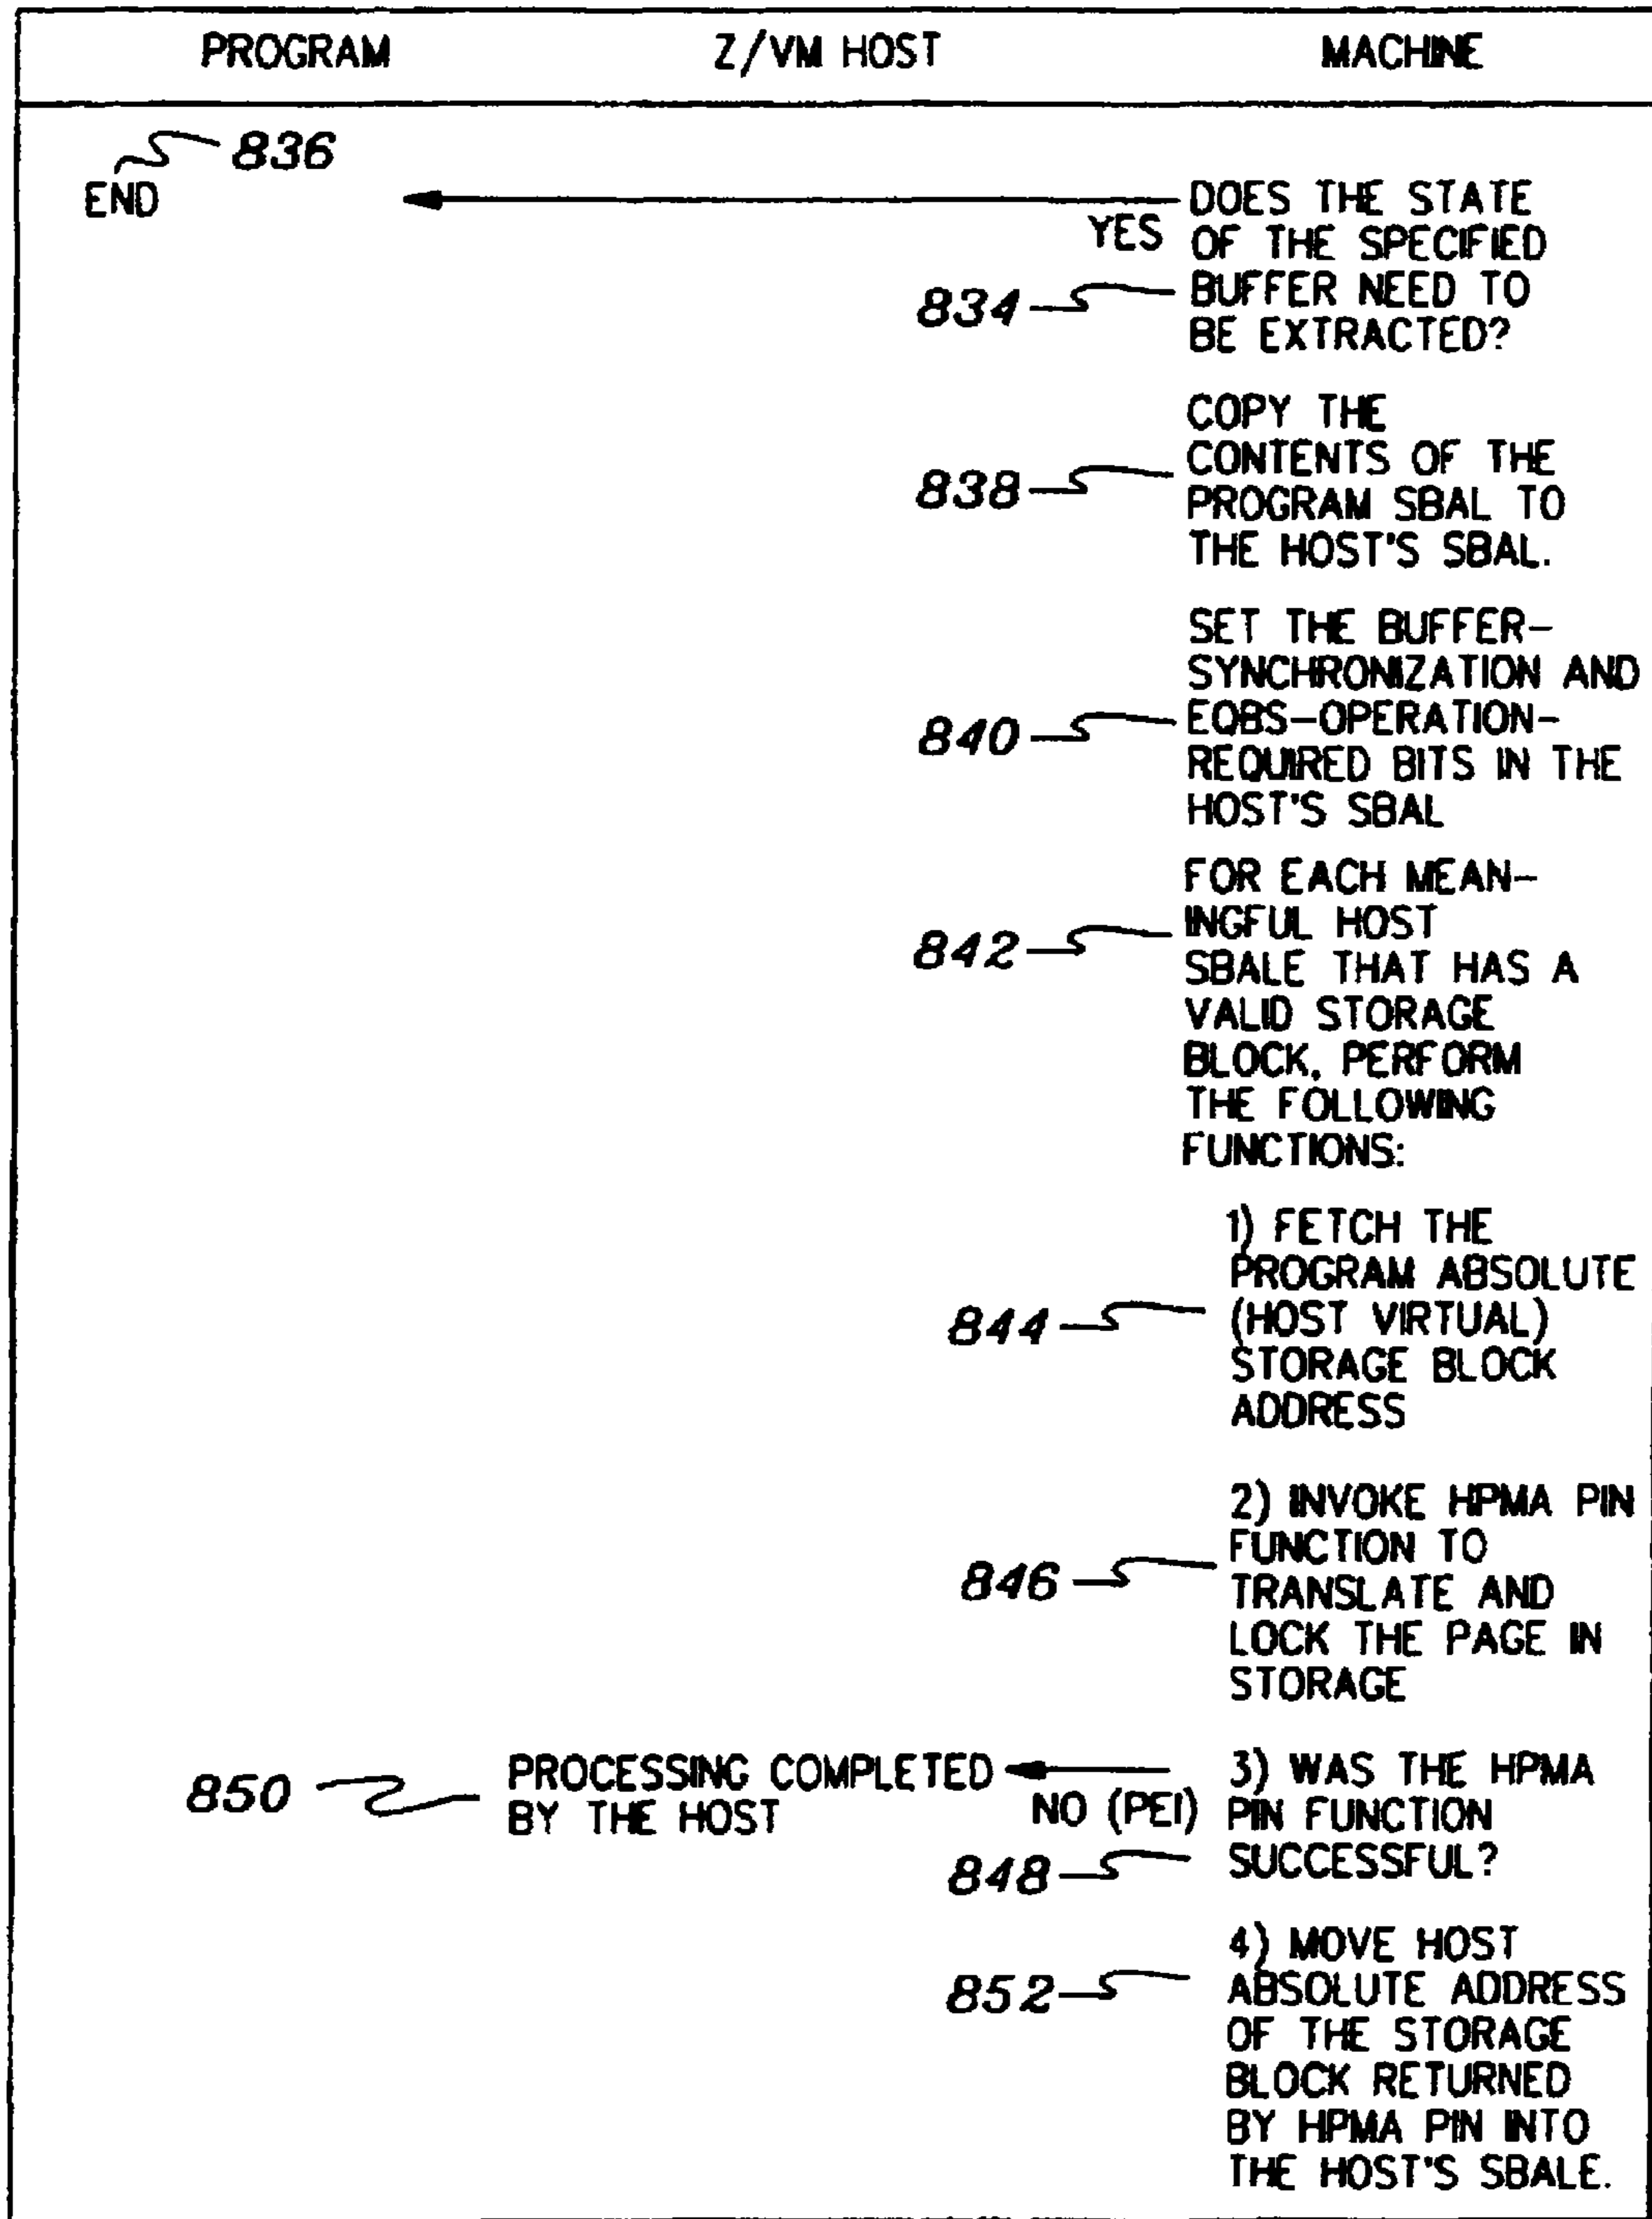 PROGRAM Z/VM HOST MACHINE
836
END
DOES THE STATE
YES OF THE SPECIFIED
834 BUFFER NEED TO
BE EXTRACTED?
COPY THE
CONTENTS OF THE
838 PROGRAM SBAL TO
THE HOST'S SBAL.
SET THE BUFFER-
SYNCHRONIZATION AND
840 EQBS-OPERATION-
REQUIRED BITS IN THE
HOST'S SBAL
FOR EACH MEAN-
842 INGFUL HOST
SBALE THAT HAS A
VALID STORAGE
BLOCK, PERFORM
THE FOLLOWING
FUNCTIONS:
1) FETCH THE
PROGRAM ABSOLUTE
844 (HOST VIRTUAL)
STORAGE BLOCK
ADDRESS
2) INVOKE HPMA PIN
FUNCTION TO
846 TRANSLATE AND
LOCK THE PAGE IN
STORAGE
850 PROCESSING COMPLETED
BY THE HOST
NO (PEI)
3) WAS THE HPMA
PIN FUNCTION
848 SUCCESSFUL?
4) MOVE HOST
852 ABSOLUTE ADDRESS
OF THE STORAGE
BLOCK RETURNED
BY HPMA PIN INTO
THE HOST'S SBALE.